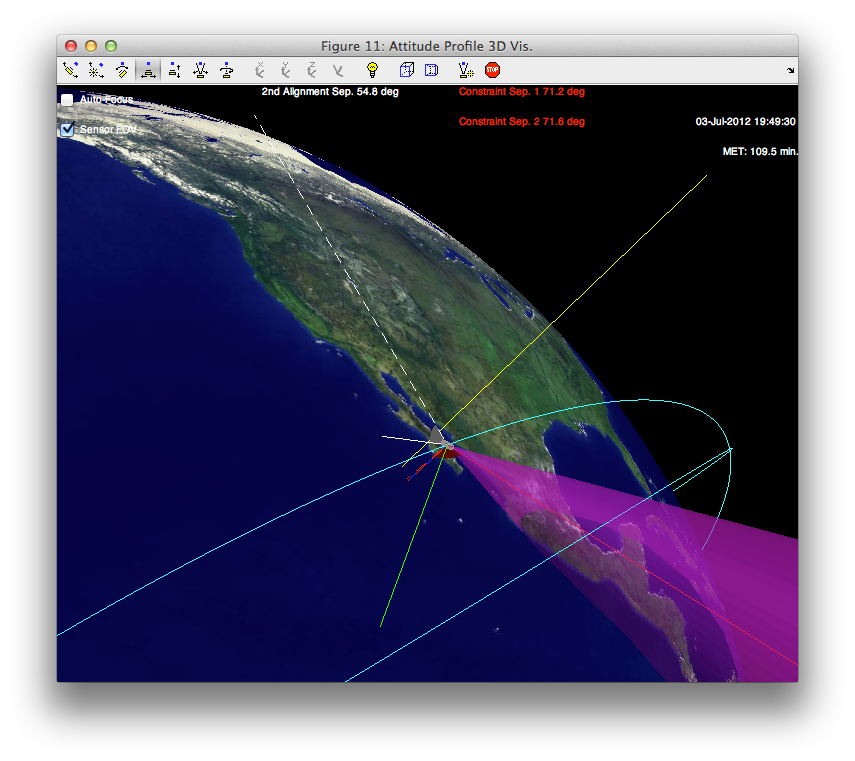 Figure 11: Attitude Profile 3D Vis.
X Y Z V
STOP
Auto-Focus
2nd Alignment Sep. 54.8 deg
Constraint Sep. 1 71.2 deg
Sensor FOV
Constraint Sep. 2 71.6 deg
03-Jul-2012 19:49:30
MET: 109.5 min.